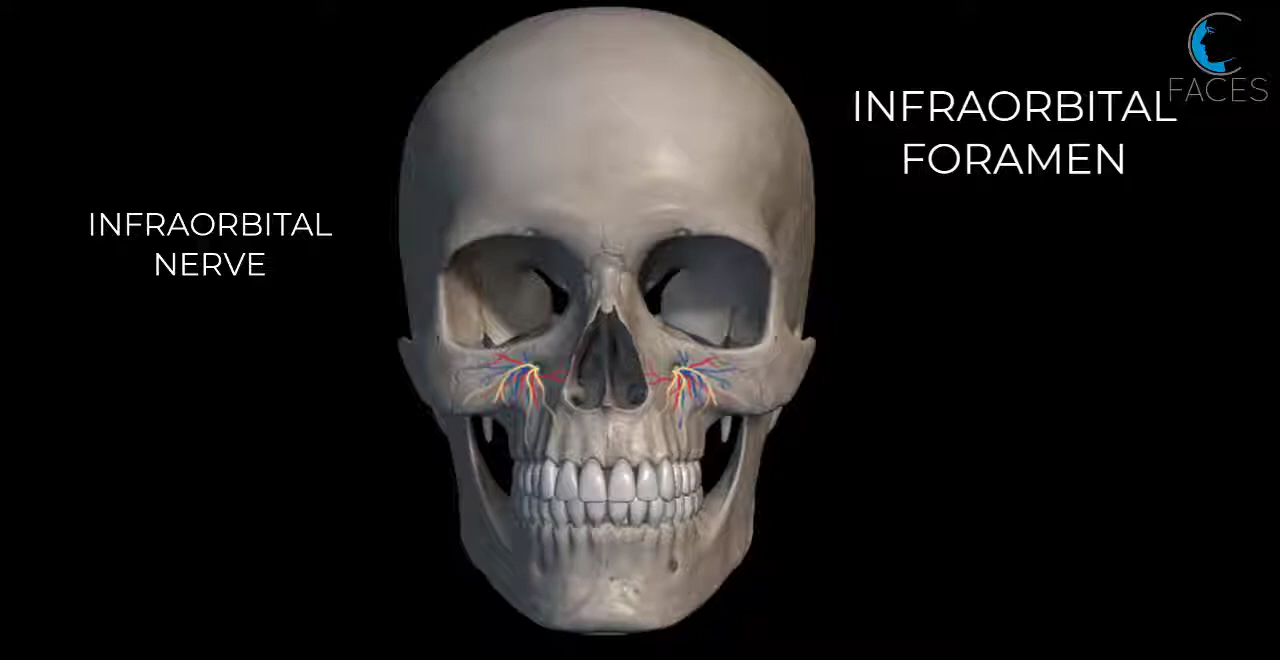 FACES
INFRAORBITAL
FORAMEN
INFRAORBITAL
NERVE